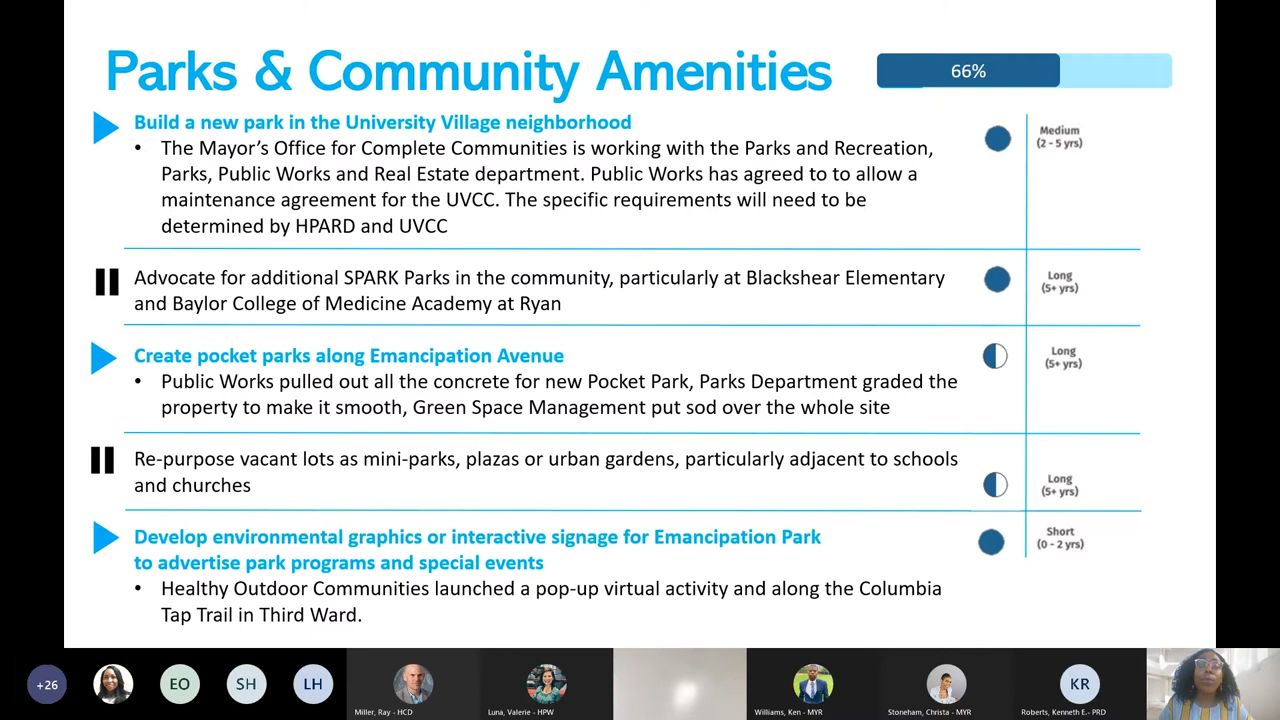 Parks & Community Amenities
66%
Build a new park in the University Village neighborhood
• The Mayor's Office for Complete Communities is working with the Parks and Recreation,
Parks, Public Works and Real Estate department. Public Works has agreed to to allow a
maintenance agreement for the UVCC. The specific requirements will need to be
determined by HPARD and UVCC
Medium
(2 - 5 yrs)
Advocate for additional SPARK Parks in the community, particularly at Blackshear Elementary
and Baylor College of Medicine Academy at Ryan
Long
(5+ yrs)
Create pocket parks along Emancipation Avenue
• Public Works pulled out all the concrete for new Pocket Park, Parks Department graded the
property to make it smooth, Green Space Management put sod over the whole site
Long
(5+ yrs)
Re-purpose vacant lots as mini-parks, plazas or urban gardens, particularly adjacent to schools
and churches
Long
(5+ yrs)
Develop environmental graphics or interactive signage for Emancipation Park
to advertise park programs and special events
• Healthy Outdoor Communities launched a pop-up virtual activity and along the Columbia
Tap Trail in Third Ward.
Short
(0 - 2 yrs)
+26
EO
SH
LH
Miller, Ray - HCD
Luna, Valerie - HPW
Williams, Ken - MYR
Stoneham, Christa - MYR
KR
Roberts, Kenneth E.- PRD